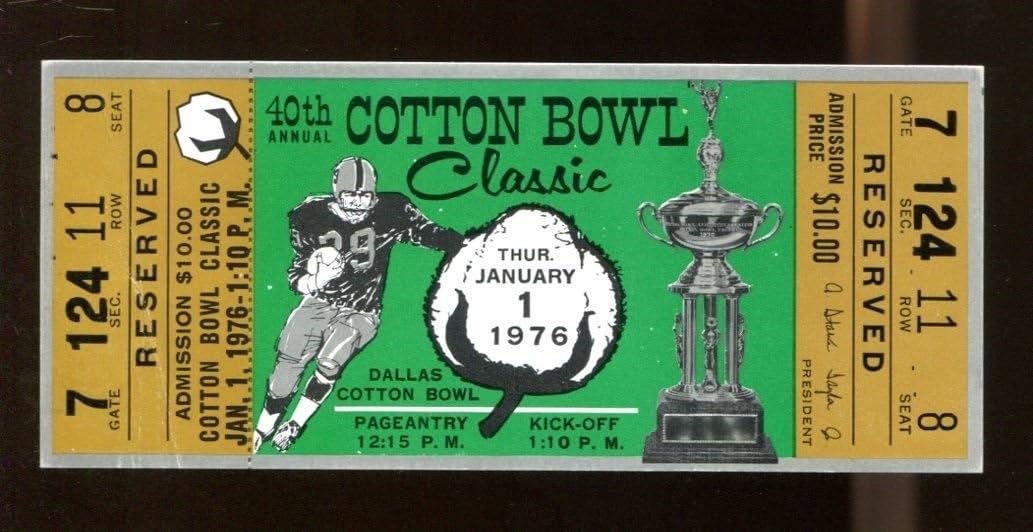 8
SEAT
11
ROW
124
SEC.
7
GATE
RESERVED
ADMISSION $10.00
COTTON BOWL CLASSIC
JAN. 1, 1976-1:10 P. M.
40th
ANNUAL
COTTON BOWL
Classic
39
THUR.
JANUARY
1
1976
DALLAS
COTTON BOWL
PAGEANTRY
12:15 P. M.
KICK-OFF
1:10 P. M.
ADMISSION
PRICE $10.00
PRESIDENT
RESERVED
GATE
7
SEC.
124
ROW
11
SEAT
8